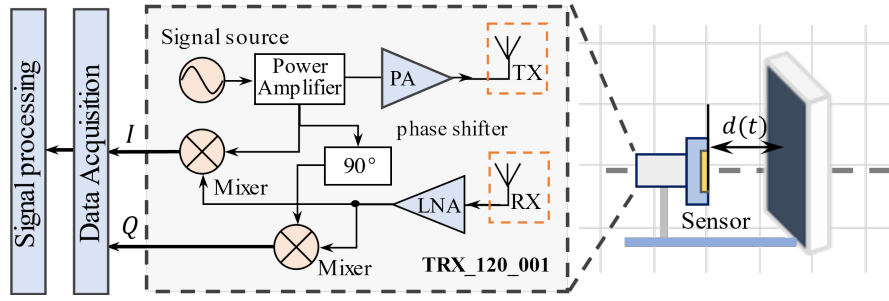 Signal processing
Data Acquisition
I
Q
Signal source
Power
Amplifier
PA
TX
phase shifter
90°
Mixer
LNA
RX
Mixer
TRX_120_001
d(t)
Sensor